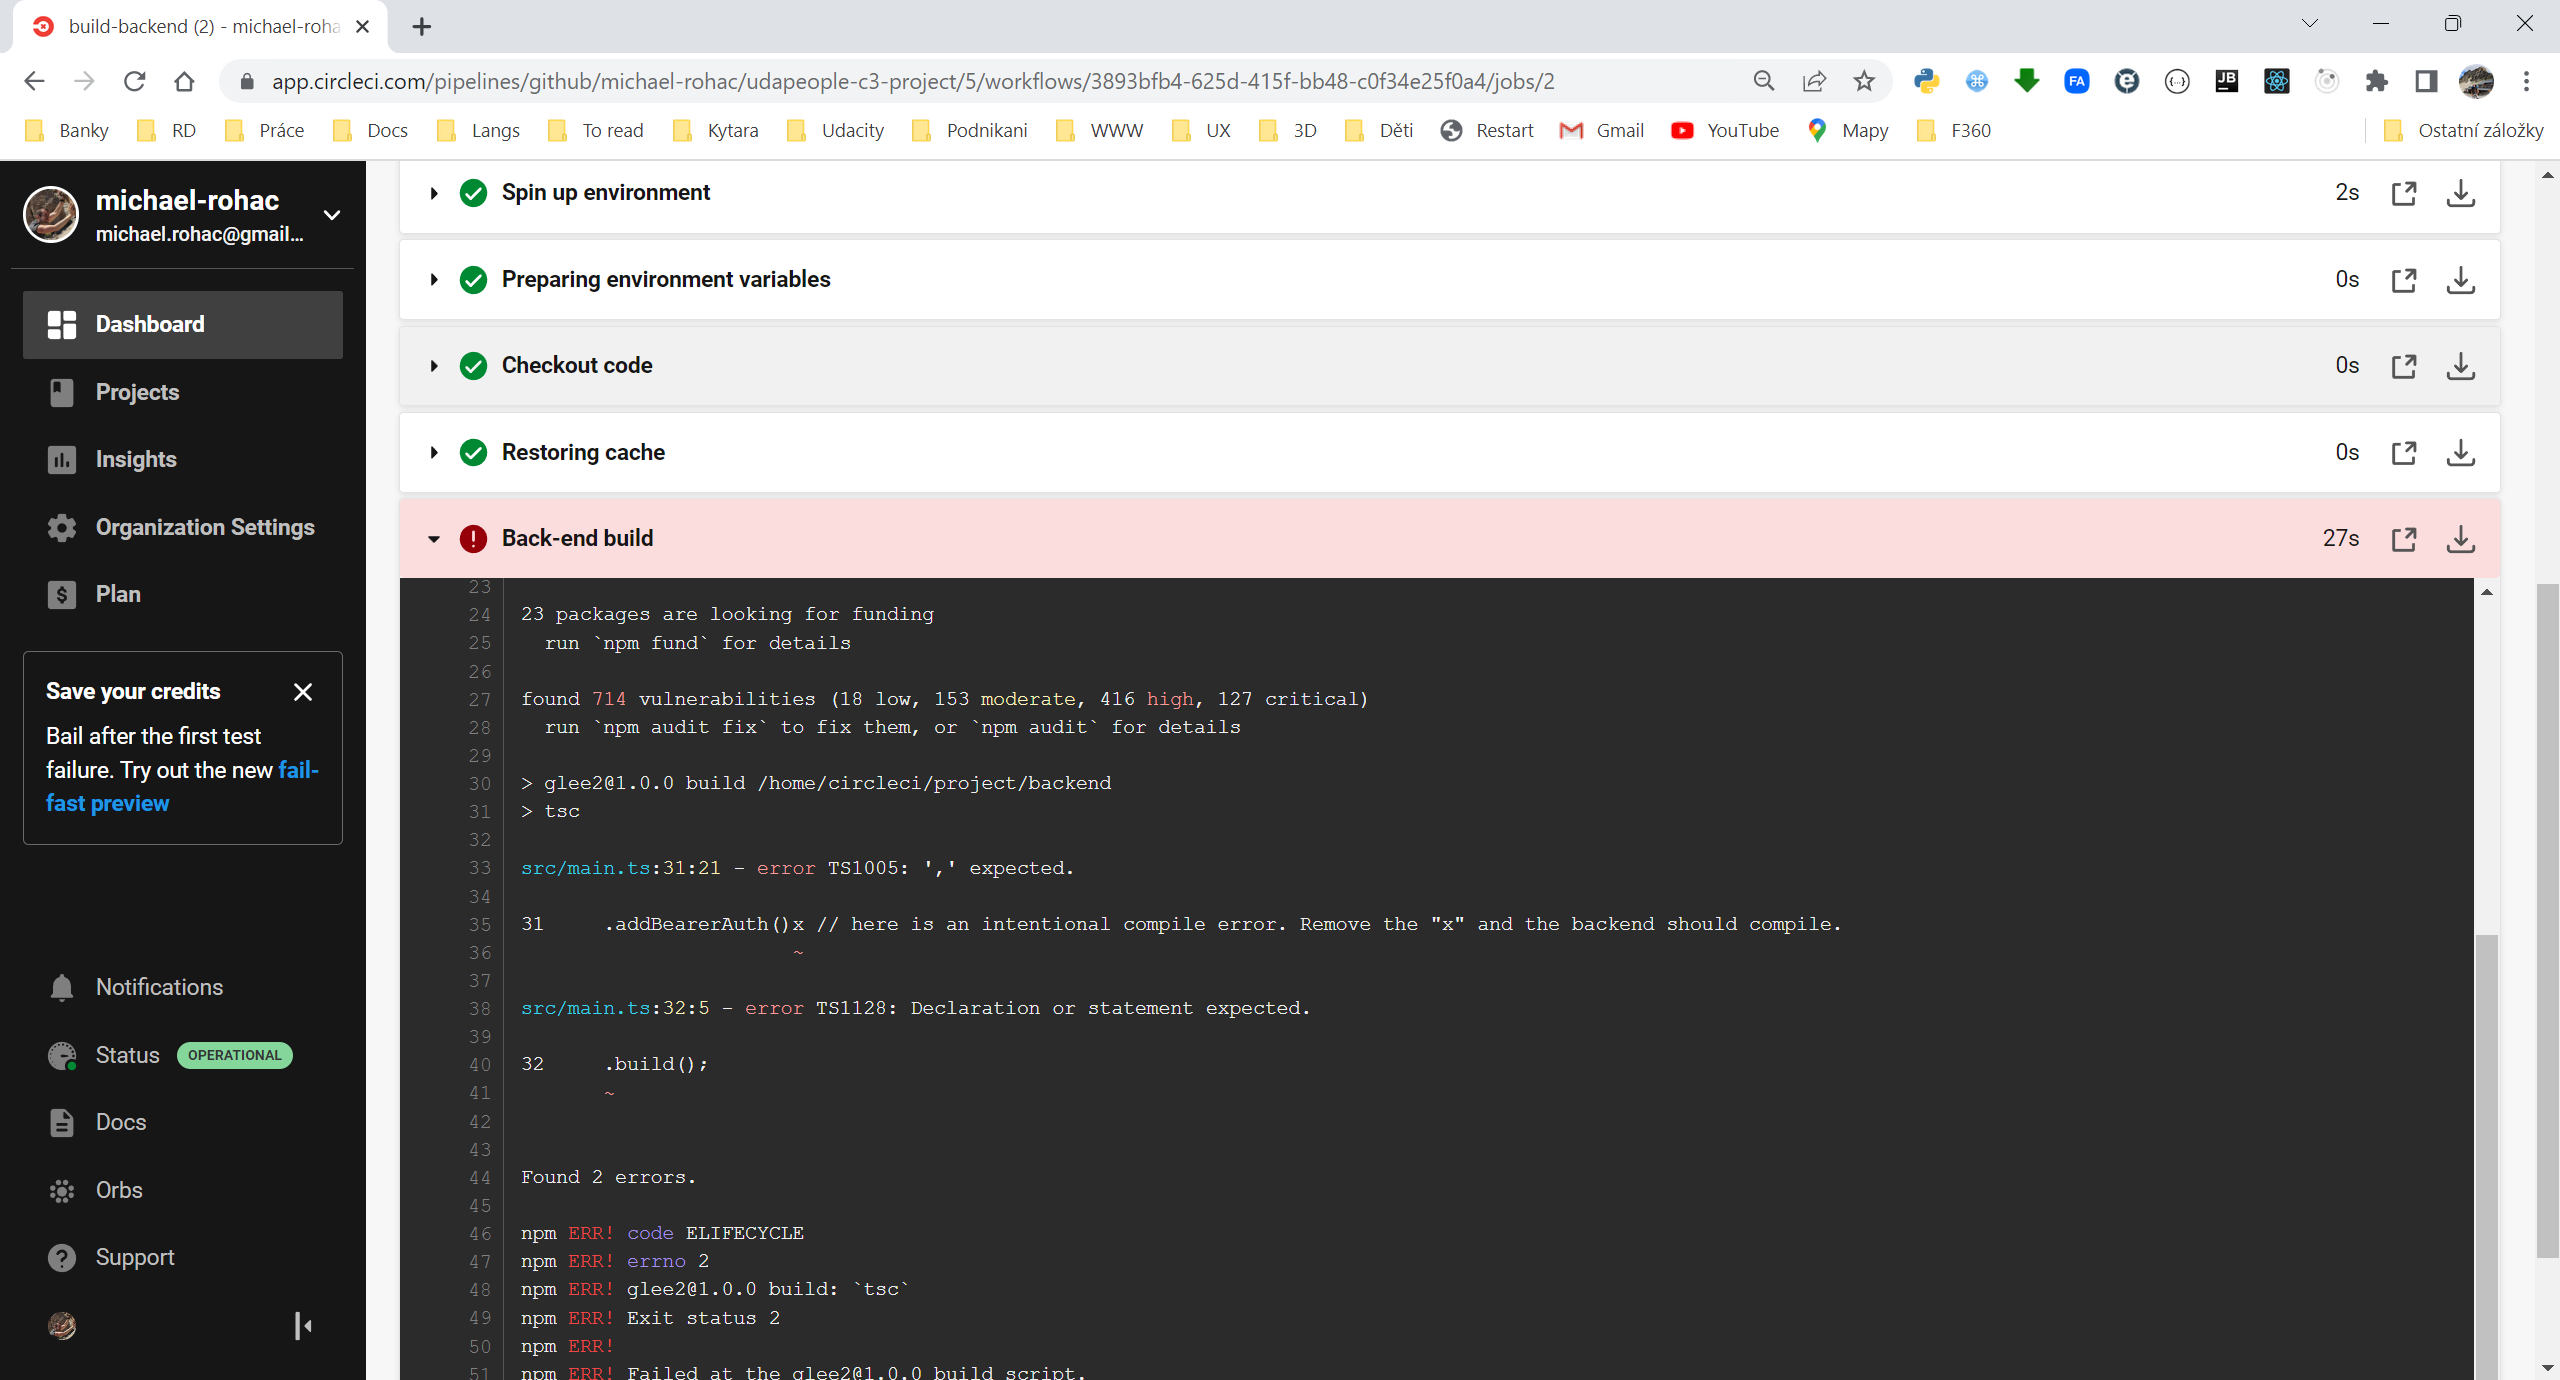 build-backend (2) - michael-roha
app.circleci.com/pipelines/github/michael-rohac/udapeople-c3-project/5/workflows/3893bfb4-625d-415f-bb48-c0f34e25f0a4/jobs/2
FA
JB
Banky
RD
Práce
Docs
Langs
To read
Kytara
Udacity
Podnikani
WWW
UX
3D
Děti
Restart
Gmail
YouTube
Mapy
F360
Ostatní záložky
michael-rohac
michael.rohac@gmail...
Dashboard
Projects
Insights
Organization Settings
Plan
Save your credits
Bail after the first test
failure. Try out the new fail-
fast preview
Notifications
Status OPERATIONAL
Docs
Orbs
Support
Spin up environment 2s
Preparing environment variables 0s
Checkout code 0s
Restoring cache 0s
Back-end build 27s
23
24 23 packages are looking for funding
25 run `npm fund` for details
26
27 found 714 vulnerabilities (18 low, 153 moderate, 416 high, 127 critical)
28 run `npm audit fix` to fix them, or `npm audit` for details
29
30 > glee2@1.0.0 build /home/circleci/project/backend
31 > tsc
32
33 src/main.ts:31:21 - error TS1005: ',' expected.
34
35 31 .addBearerAuth()x // here is an intentional compile error. Remove the "x" and the backend should compile.
36 ~
37
38 src/main.ts:32:5 - error TS1128: Declaration or statement expected.
39
40 32 .build();
41 ~
42
43
44 Found 2 errors.
45
46 npm ERR! code ELIFECYCLE
47 npm ERR! errno 2
48 npm ERR! glee2@1.0.0 build: `tsc`
49 npm ERR! Exit status 2
50 npm ERR!
51 npm ERR! Failed at the glee2@1.0.0 build script.